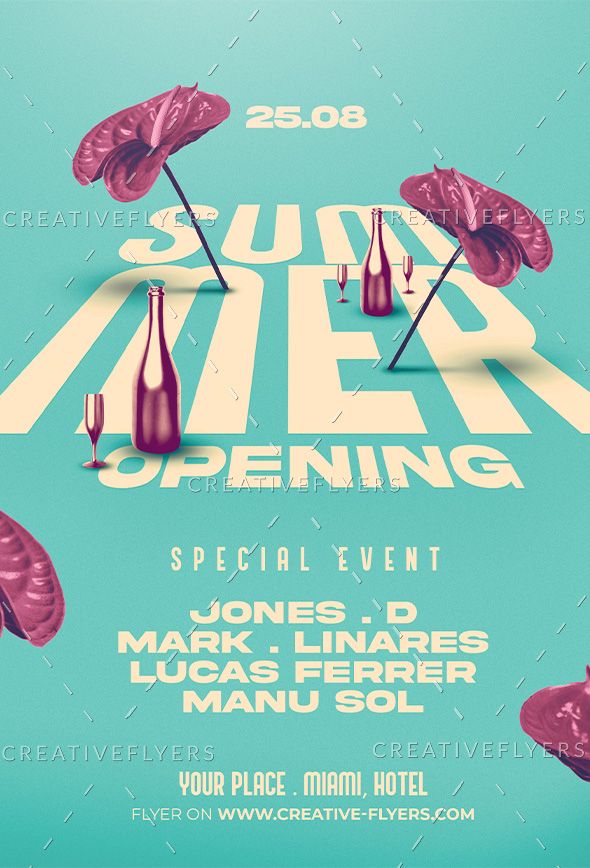 25.08
CREATIVEFLYERS CREATIVEFLYERS
SUM
MER
OPENING
CREATIVEFLYERS
SPECIAL EVENT
JONES . D
MARK . LINARES
LUCAS FERRER
MANU SOL
CREATIVEFLYERS CREATIVEFLYERS
YOUR PLACE . MIAMI, HOTEL
FLYER ON WWW.CREATIVE-FLYERS.COM